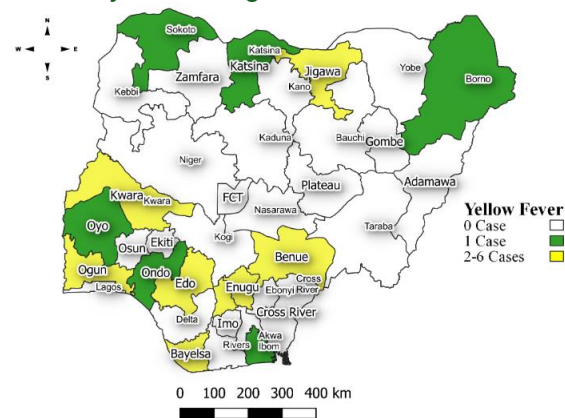 N
W
E
S
Sokoto
Katsina
Katsina
Jigawa
Yobe
Borno
Zamfara
Kebbi
Kano
Kaduna
Bauchi
Gombe
Niger
Adamawa
Plateau
Kwara
Kwara
FCT
Nasarawa
Taraba
Oyo
Kogi
Osun
Ekiti
Benue
Ogun
Ondo
Edo
Enugu
Ebonyi
Cross
River
Lagos
Cross River
Delta
Imo
Akwa
Ibom
Rivers
Bayelsa
Yellow Fever
0 Case
1 Case
2-6 Cases
0 100 200 300 400 km